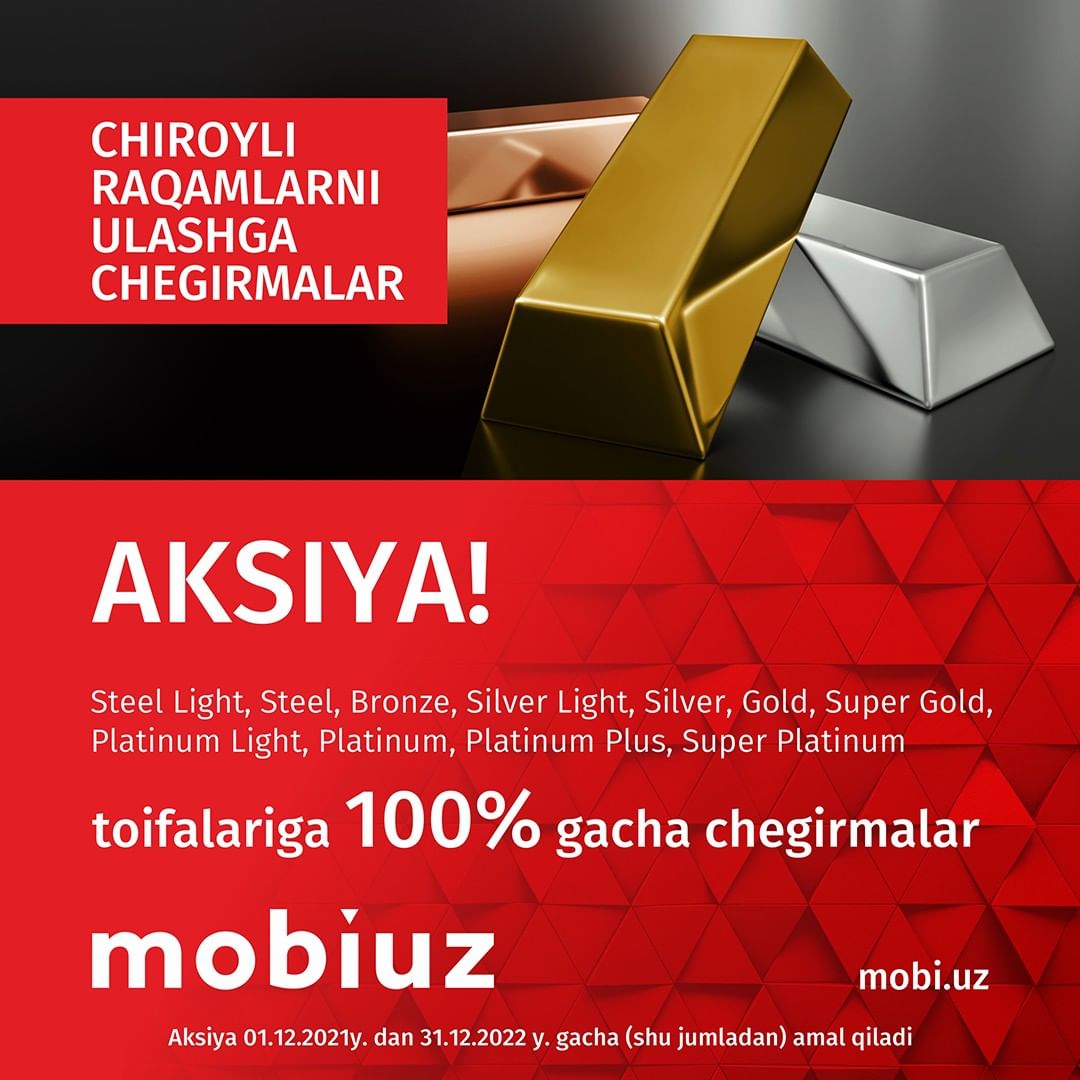 CHIROYLI
RAQAMLARNI
ULASHGA
CHEGIRMALAR
AKSIYA!
Steel Light, Steel, Bronze, Silver Light, Silver, Gold, Super Gold,
Platinum Light, Platinum, Platinum Plus, Super Platinum
toifalariga 100% gacha chegirmalar
mobiuz
mobi.uz
Aksiya 01.12.2021y. dan 31.12.2022 y. gacha (shu jumladan) amal qiladi